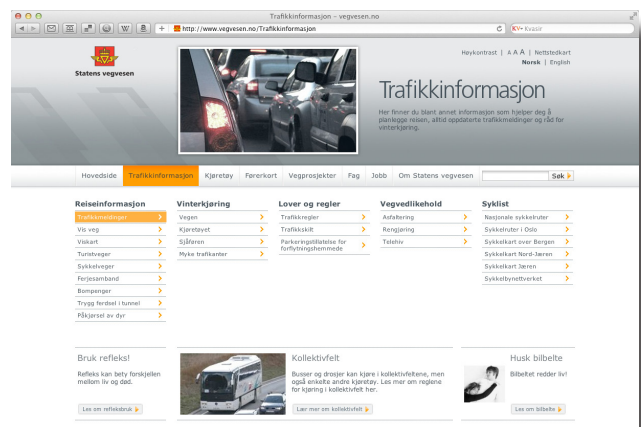 Trafikkinformasjon – vegvesen.no
http://www.vegvesen.no/Trafikkinformasjon
Kvasir
Statens vegvesen
Høykontrast | A A A | Nettstedkart
Norsk | English
Trafikkinformasjon
Her finner du blant annet informasjon som hjelper deg å
planlegge reisen, alltid oppdaterte trafikkmeldinger og råd for
vinterkjøring.
Hovedside Trafikkinformasjon Kjøretøy Førerkort Vegprosjekter Fag Jobb Om Statens vegvesen Søk
Reiseinformasjon
Trafikkmeldinger
Vis veg
Viskart
Turistveger
Sykkelveger
Ferjesamband
Bompenger
Trygg ferdsel i tunnel
Påkjørsel av dyr
Vinterkjøring
Vegen
Kjøretøyet
Sjåføren
Myke trafikanter
Lover og regler
Trafikkregler
Trafikkskilt
Parkeringstillatelse for
forflytningshemmede
Vegvedlikehold
Asfaltering
Rengjøring
Telehiv
Syklist
Nasjonale sykkelruter
Sykkelruter i Oslo
Sykkelkart over Bergen
Sykkelkart Nord-Jæren
Sykkelkart Jæren
Sykkelbynettverket
Bruk refleks!
Refleks kan bety forskjellen
mellom liv og død.
Les om refleksbruk
Kollektivfelt
Busser og drosjer kan kjøre i kollektivfeltene, men
også enkelte andre kjøretøy. Les mer om reglene
for kjøring i kollektivfelt her.
Lær mer om kollektivfelt
Husk bilbelte
Bilbeltet redder liv!
Les om bilbelte